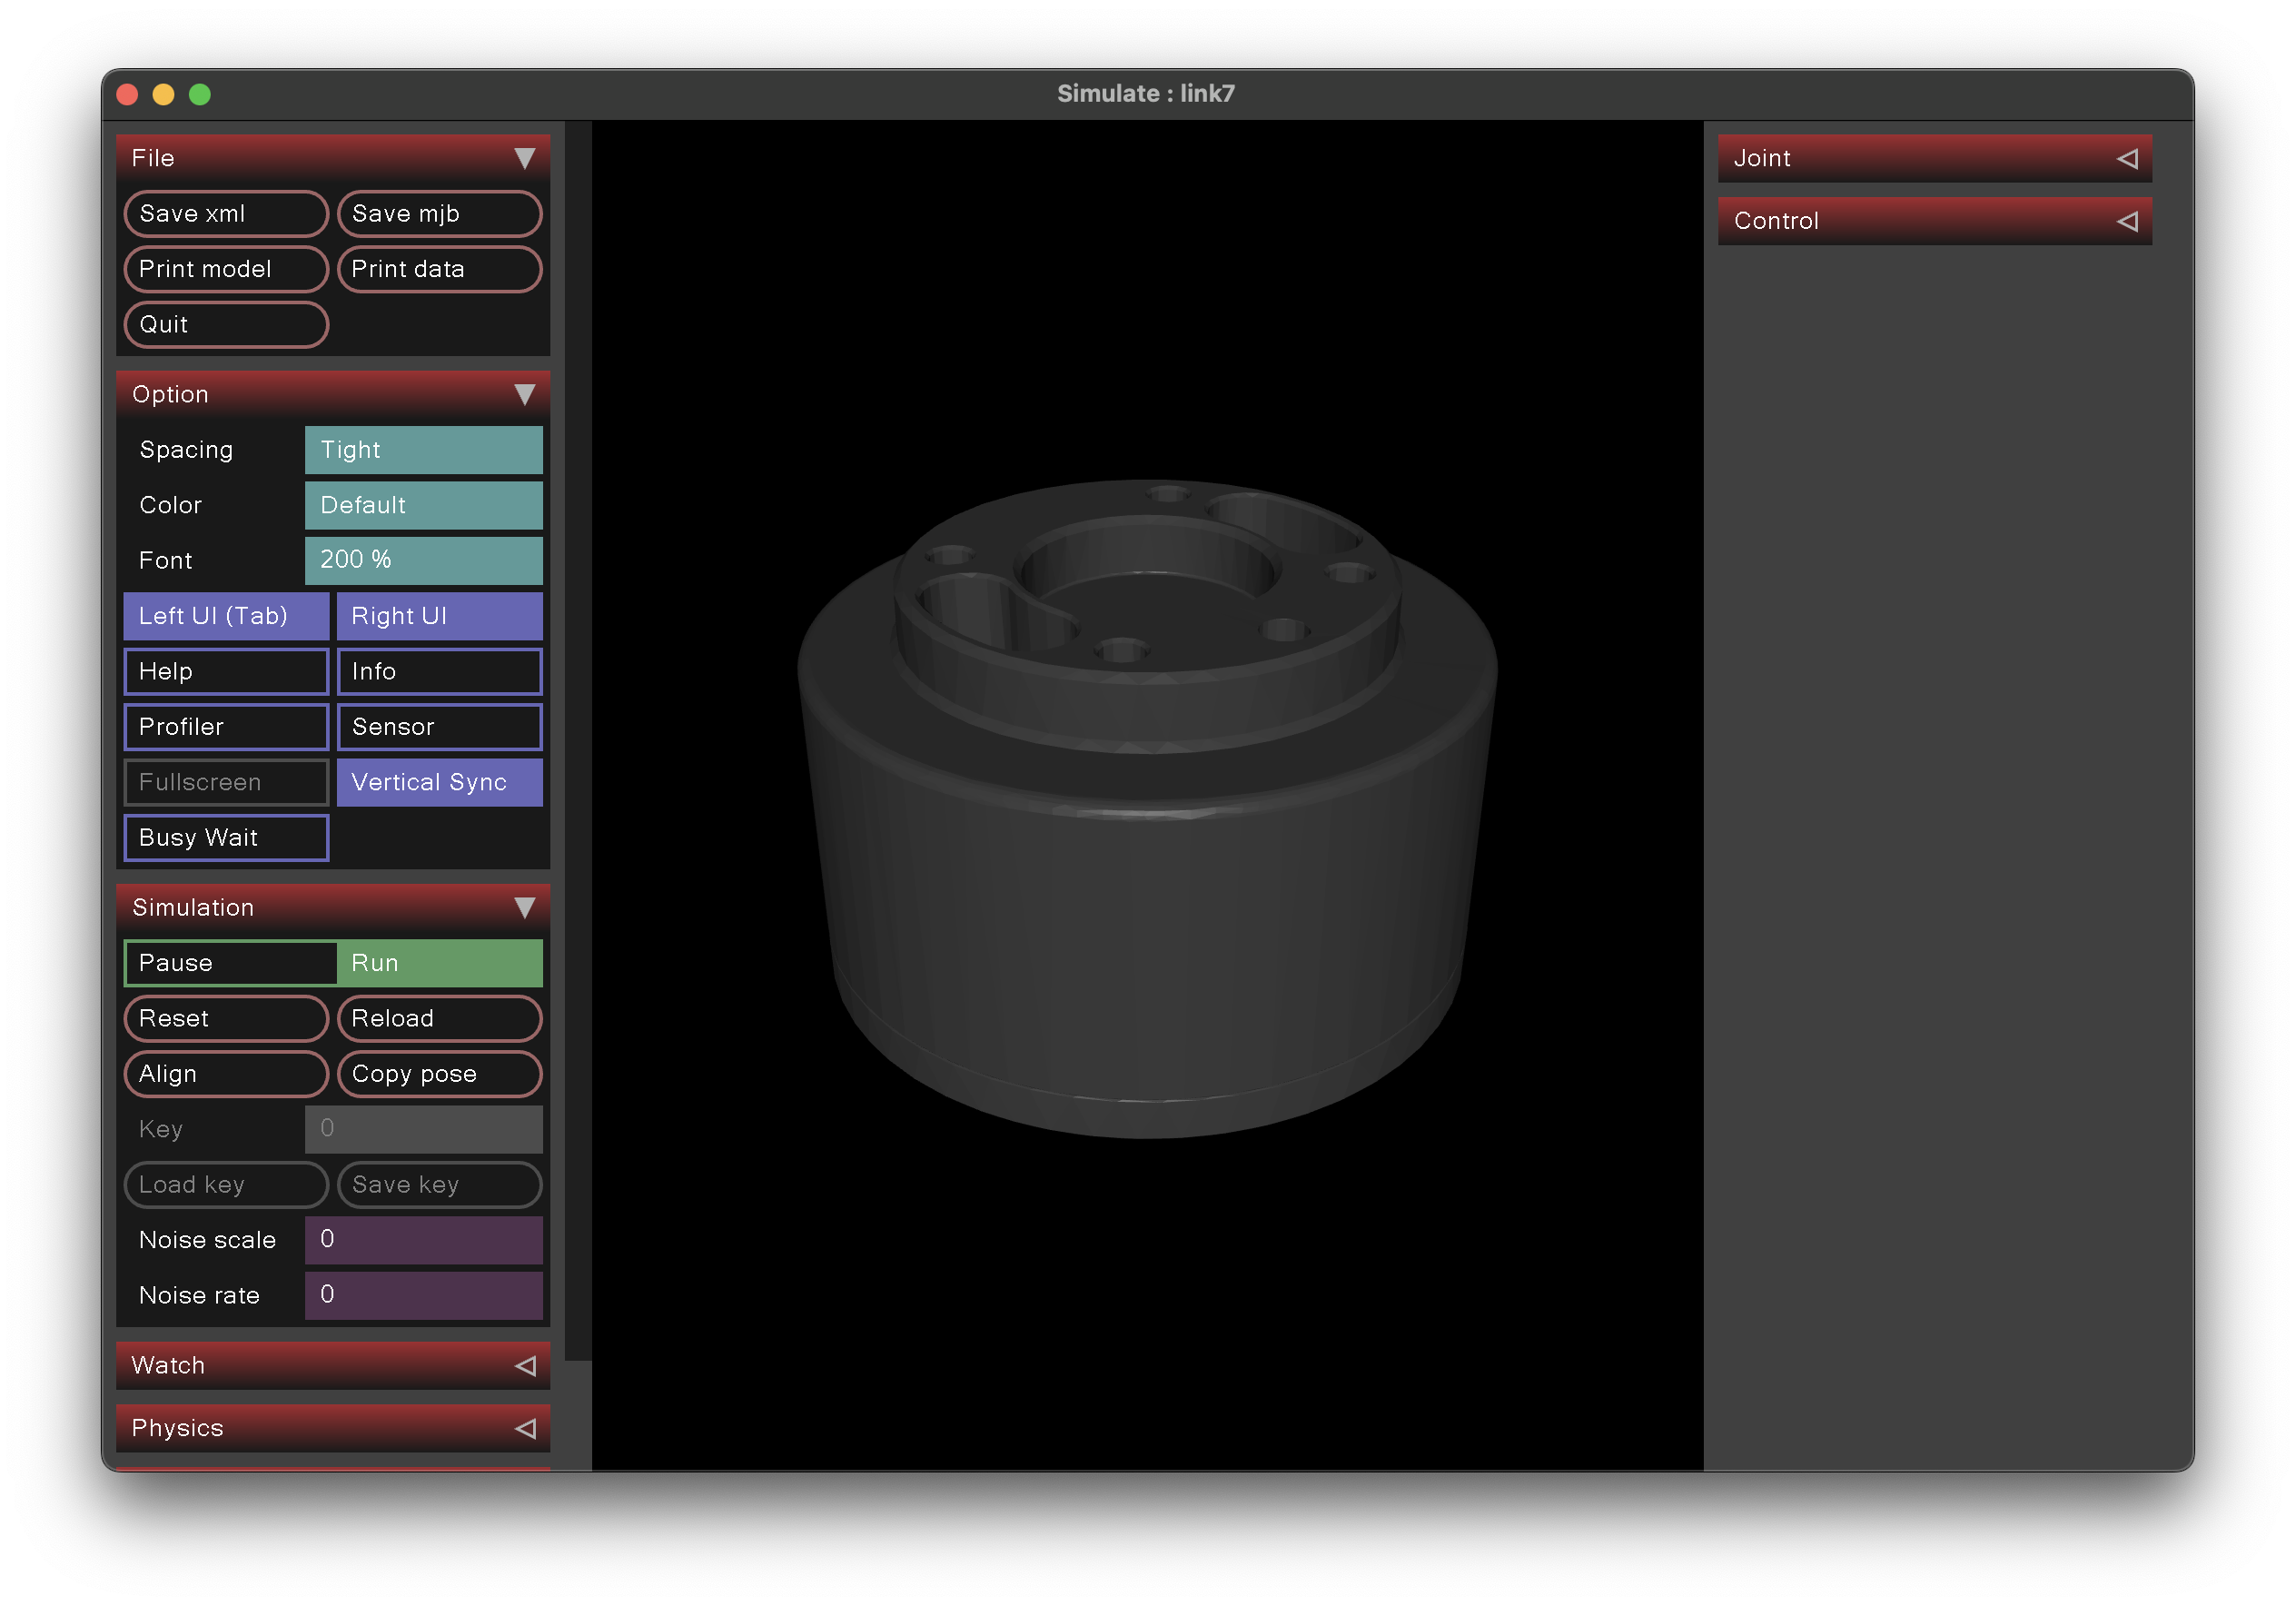 Simulate : link7
File
Save xml
Save mjb
Print model
Print data
Quit
Option
Spacing
Tight
Color
Default
Font
200 %
Left UI (Tab)
Right UI
Help
Info
Profiler
Sensor
Fullscreen
Vertical Sync
Busy Wait
Simulation
Pause
Run
Reset
Reload
Align
Copy pose
Key
0
Load key
Save key
Noise scale
0
Noise rate
0
Watch
Physics
Joint
Control